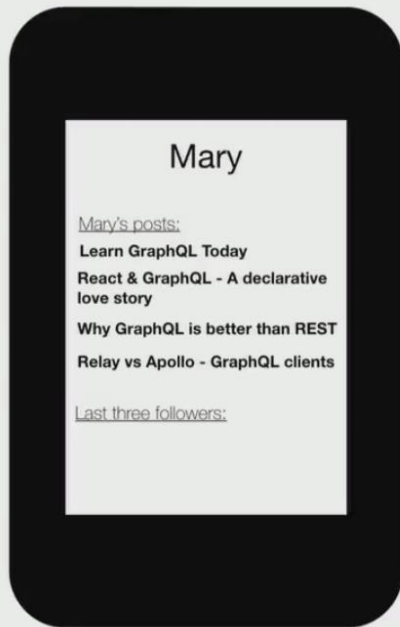 Mary
Mary's posts:
Learn GraphQL Today
React & GraphQL - A declarative
love story
Why GraphQL is better than REST
Relay vs Apollo - GraphQL clients
Last three followers: